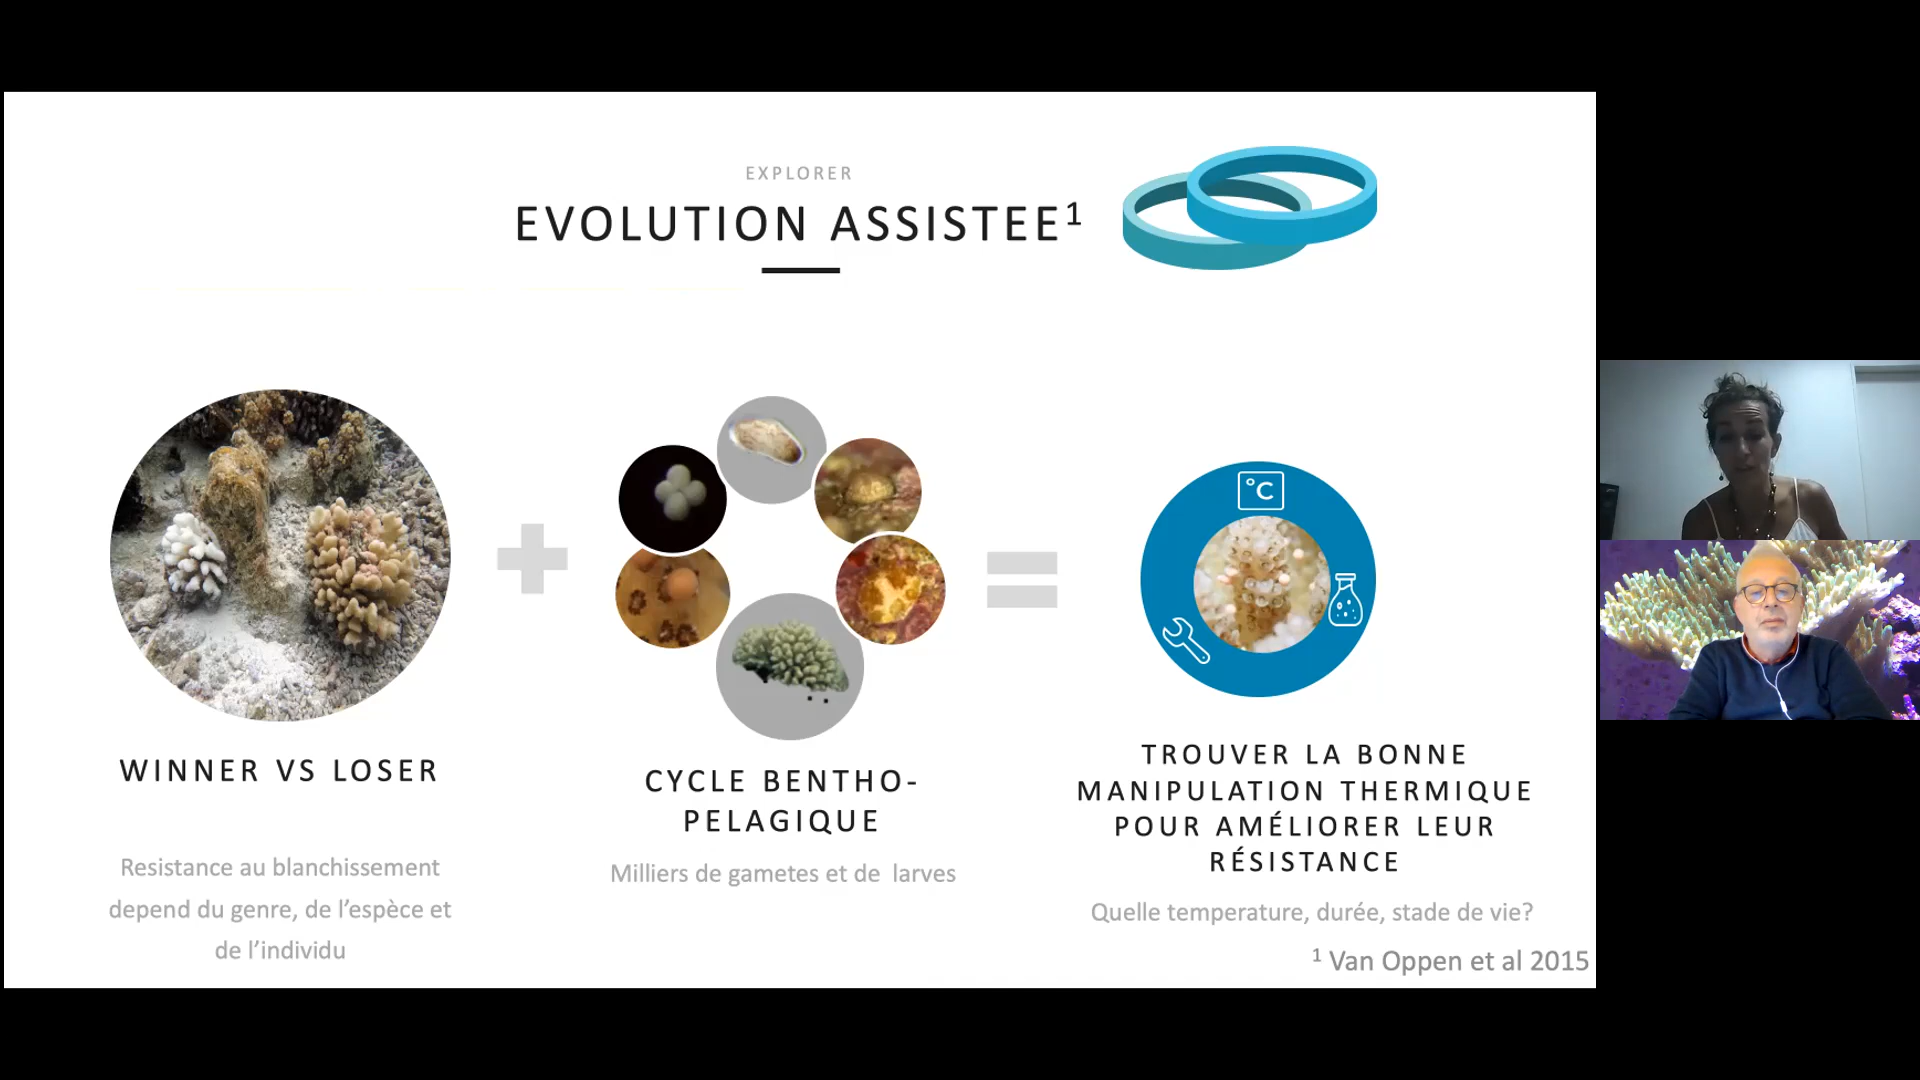 EXPLORER
EVOLUTION ASSISTEE¹
WINNER VS LOSER
Resistance au blanchissement
depend du genre, de l’espèce et
de l’individu
CYCLE BENTHO-
PELAGIQUE
Milliers de gametes et de larves
°C
TROUVER LA BONNE
MANIPULATION THERMIQUE
POUR AMÉLIORER LEUR
RÉSISTANCE
Quelle temperature, durée, stade de vie?
¹ Van Oppen et al 2015